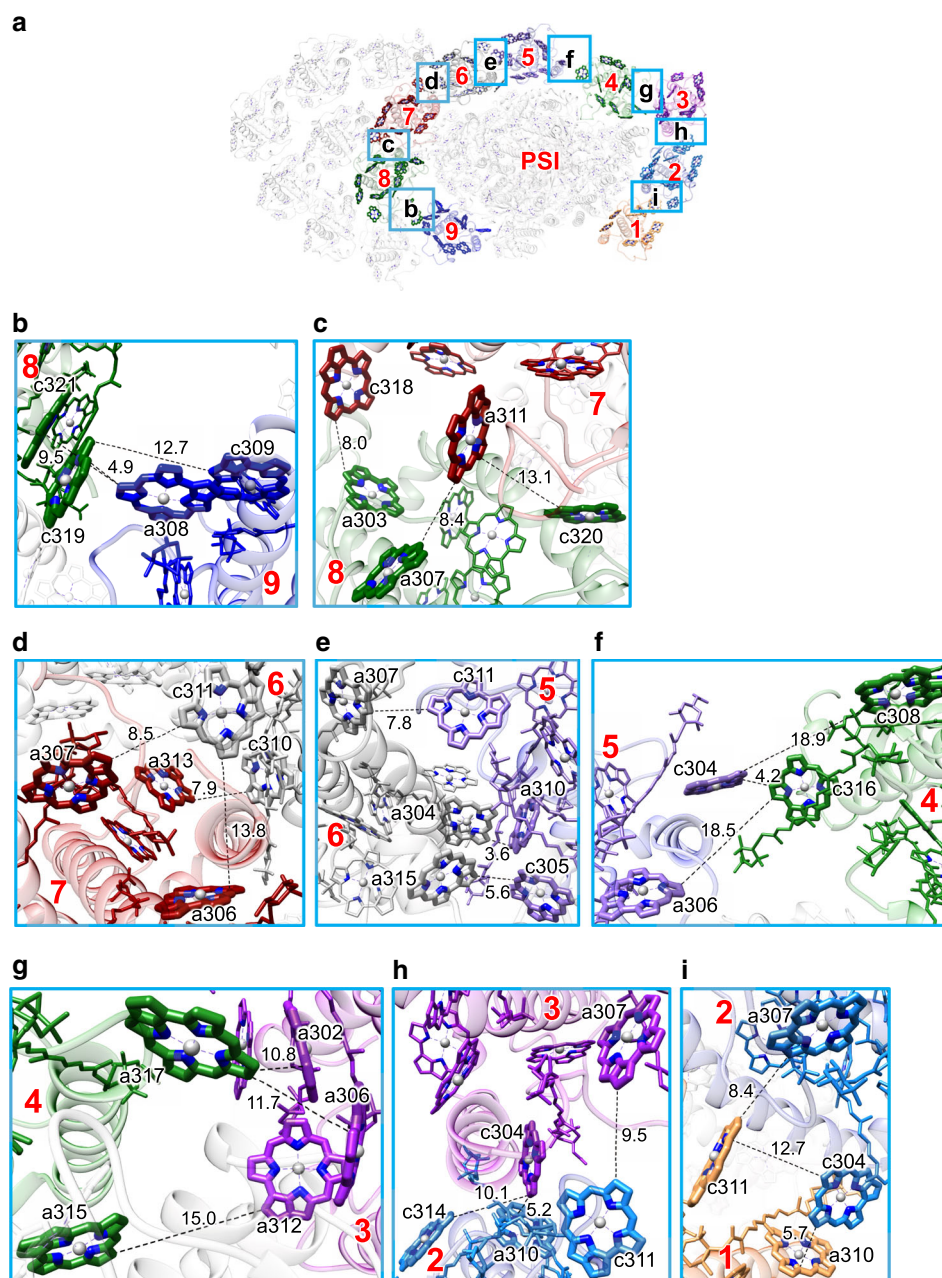 a
5
f
e
6
4
d
g
3
7
h
c
PSI
2
8
i
b
1
9
b
c
8
c321
c318
7
a311
12.7
c309
8.0
9.5
4.9
13.1
a303
8.4
c319
a308
c320
9
8
a307
d
e
f
c311
6
a307
c311
5
c308
8.5
c310
7.8
18.9
a307
a313
5
c304
4.2
7.9
a310
c316
a304
13.8
6
18.5
4
3.6
c305
7
a315
5.6
a306
a306
g
h
i
3
2
a307
a307
a302
10.8
a317
a306
4
11.7
8.4
c304
9.5
12.7
c304
10.1
c311
a315
15.0
a312
c314
5.2
3
2
a310
c311
1
5.7
a310